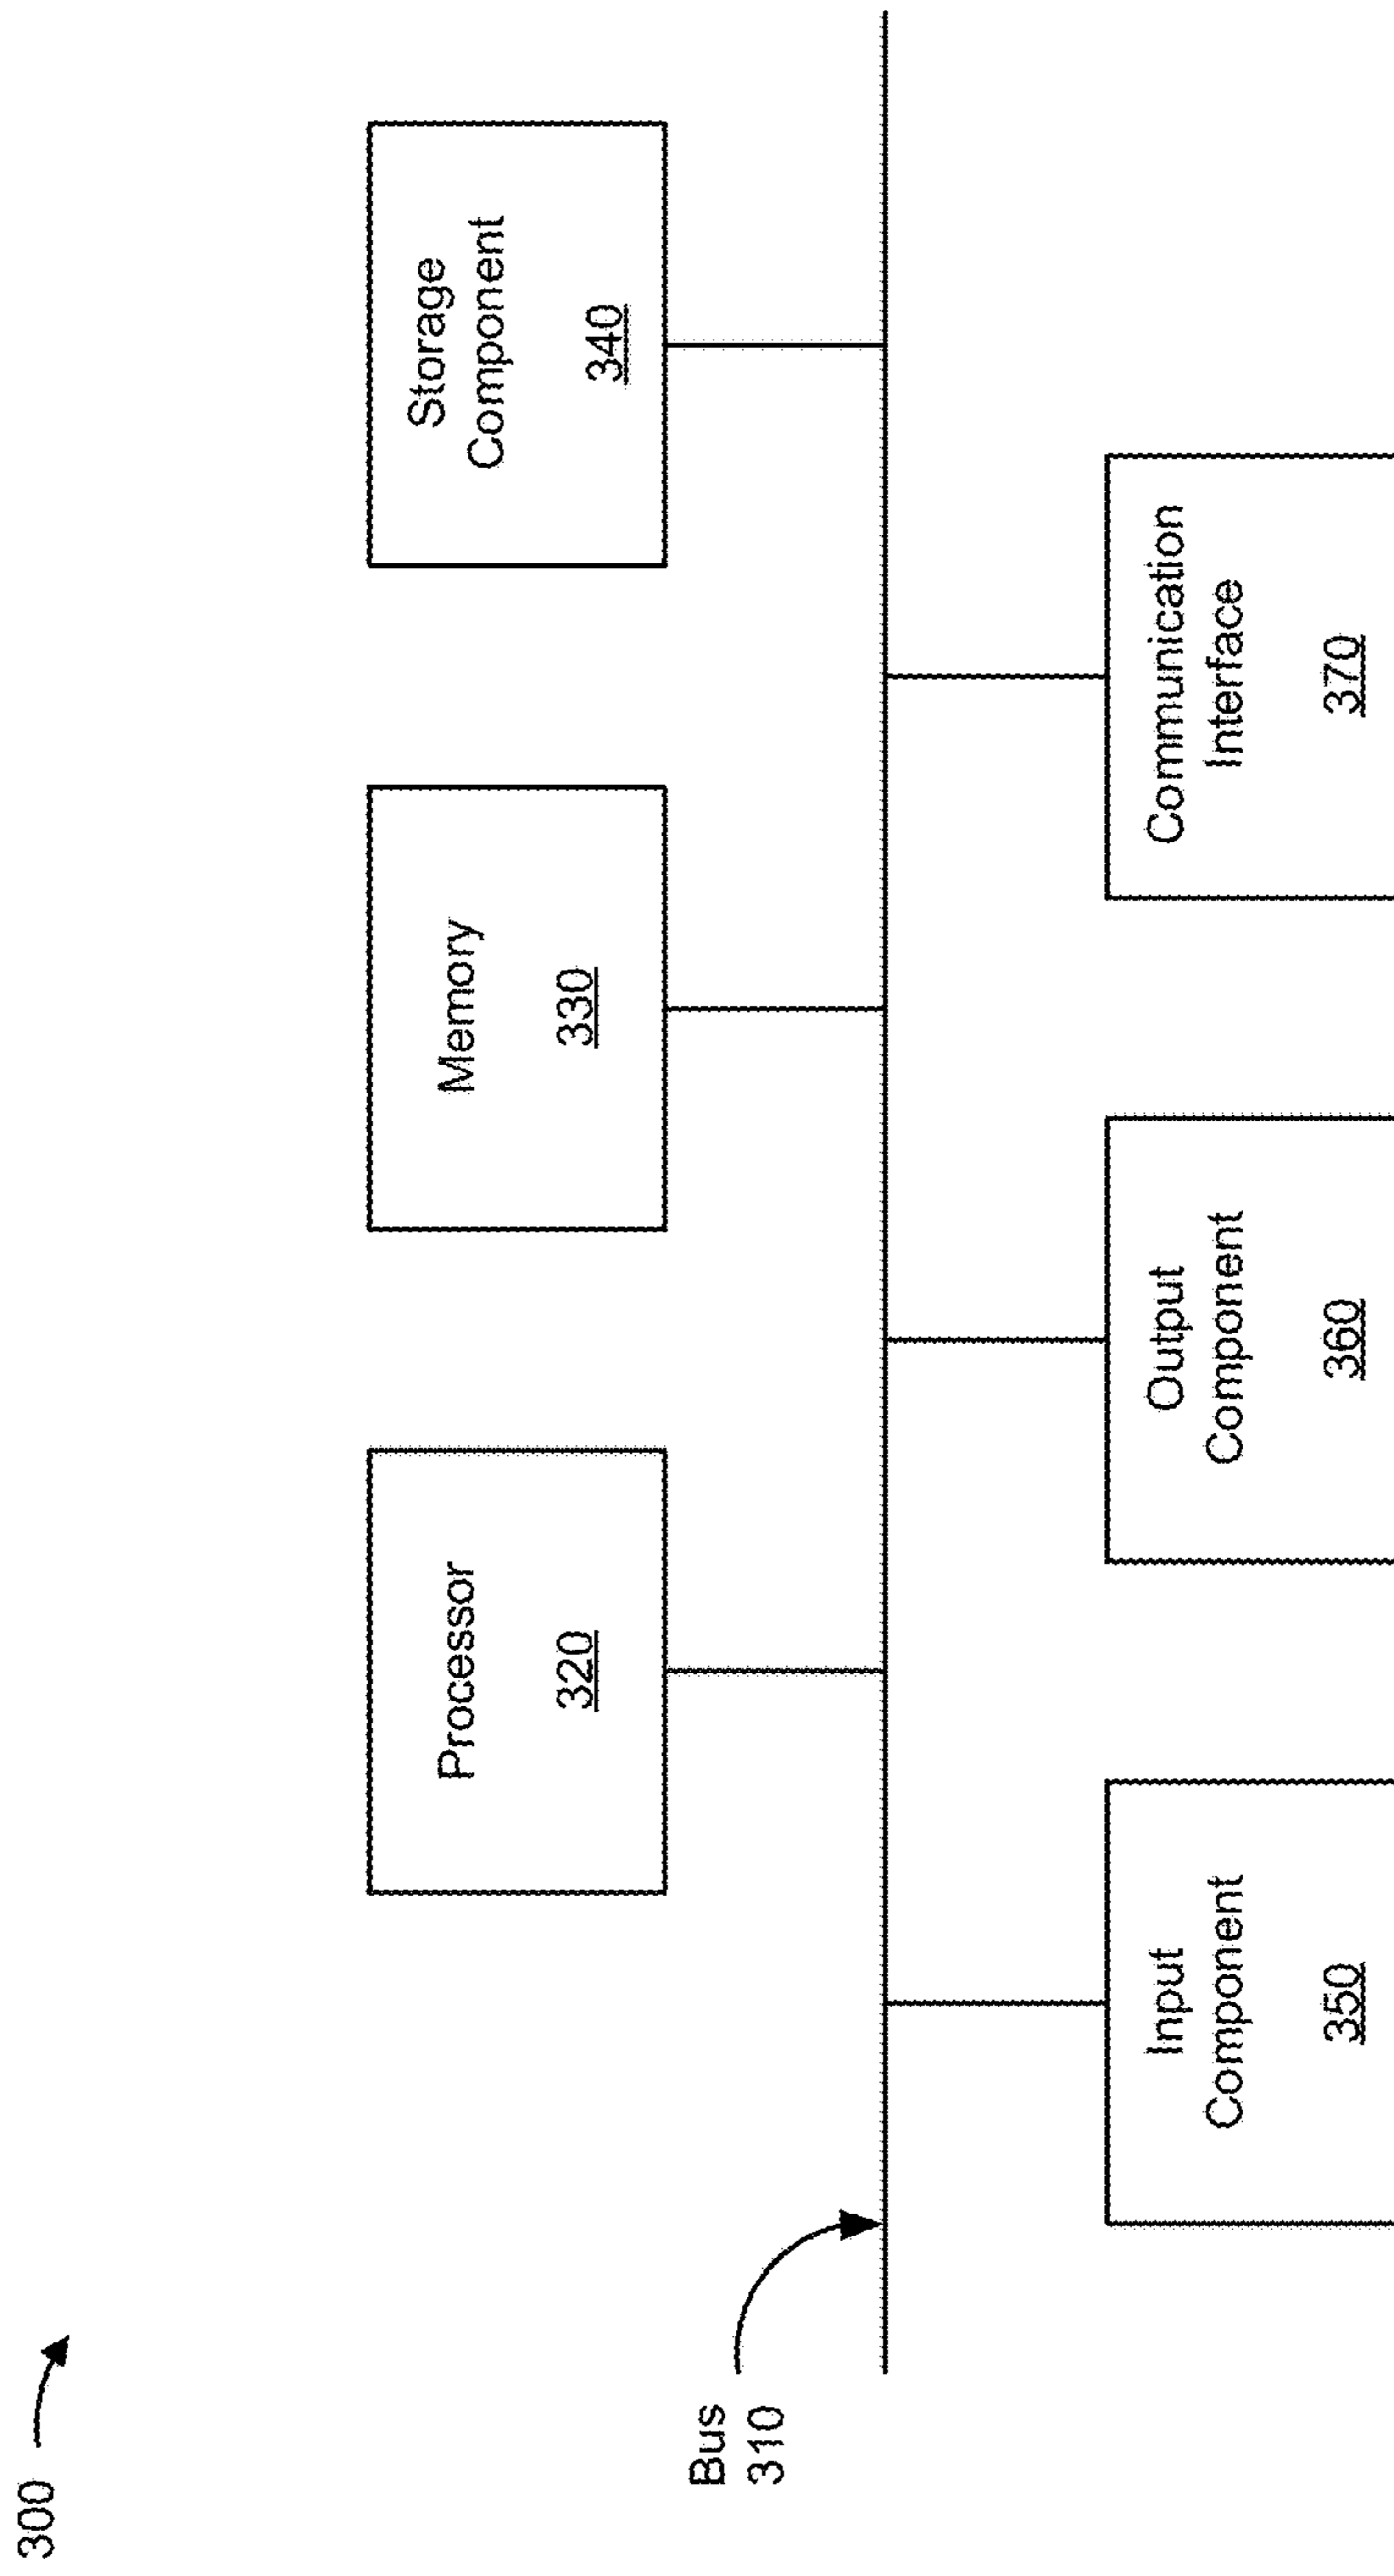 300
Processor
320
Memory
330
Storage
Component
340
Bus
310
Input
Component
350
Output
Component
360
Communication
Interface
370